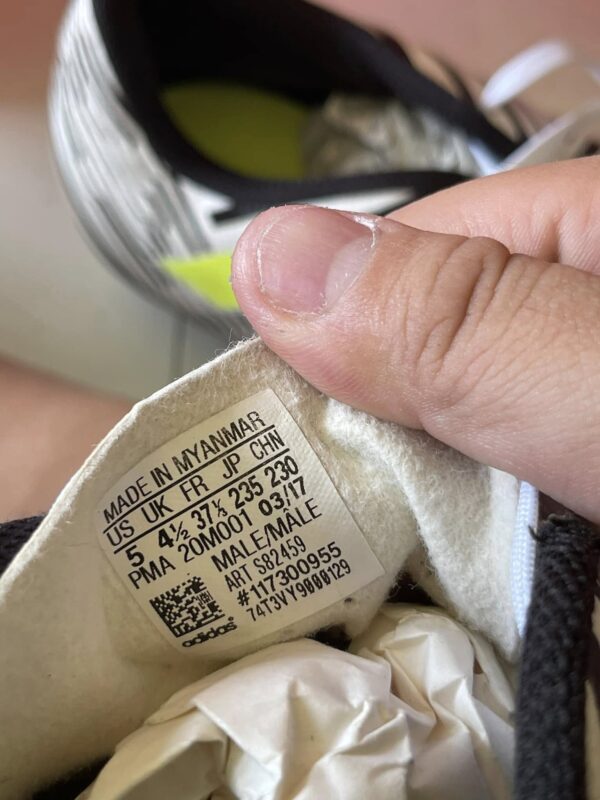 MADE IN MYANMAR
US UK FR JP CHN
5 4½ 37⅓ 235 230
PMA 20M001 03/17
MALE/MÂLE
ART S82459
#117300955
74T3VY9000129
adidas